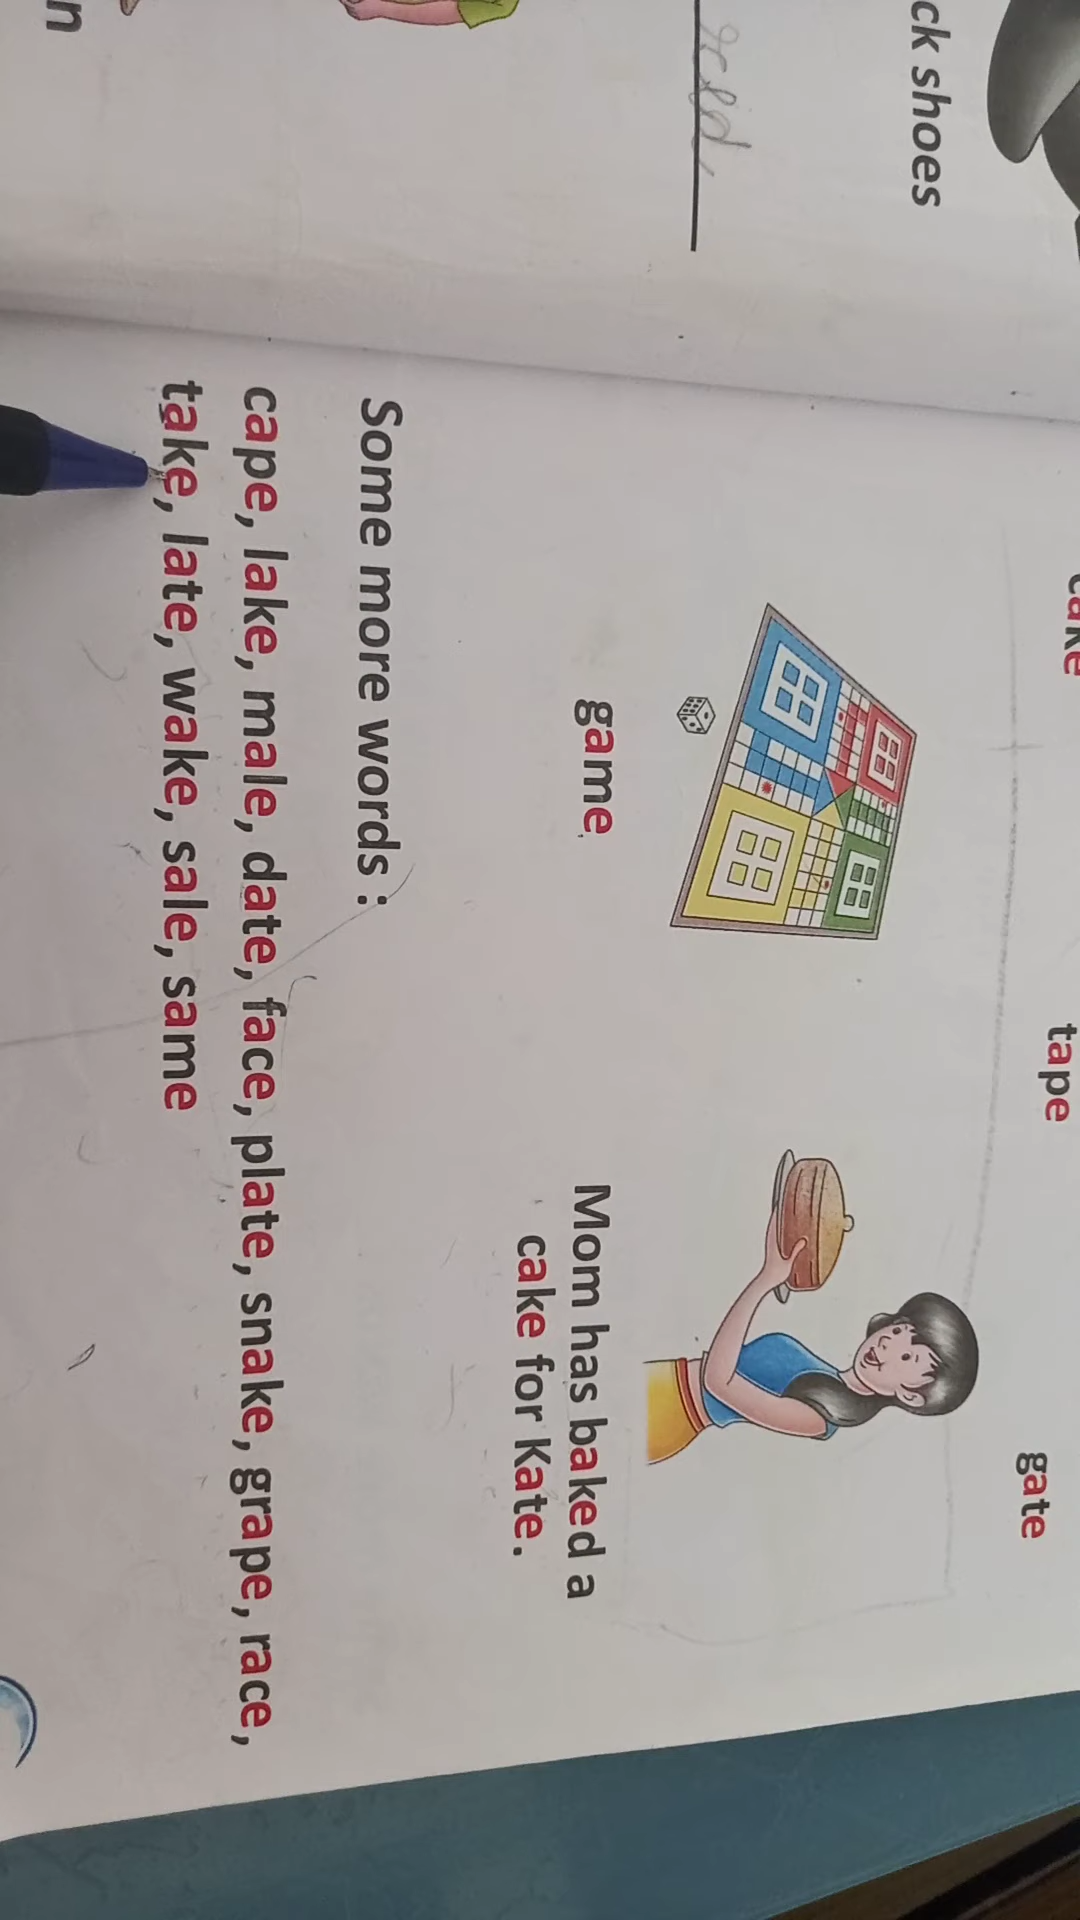 ck shoes
cake
tape
gate
game
Mom has baked a
cake for Kate.
Some more words :
cape, lake, male, date, face, plate, snake, grape, race,
take, late, wake, sale, same